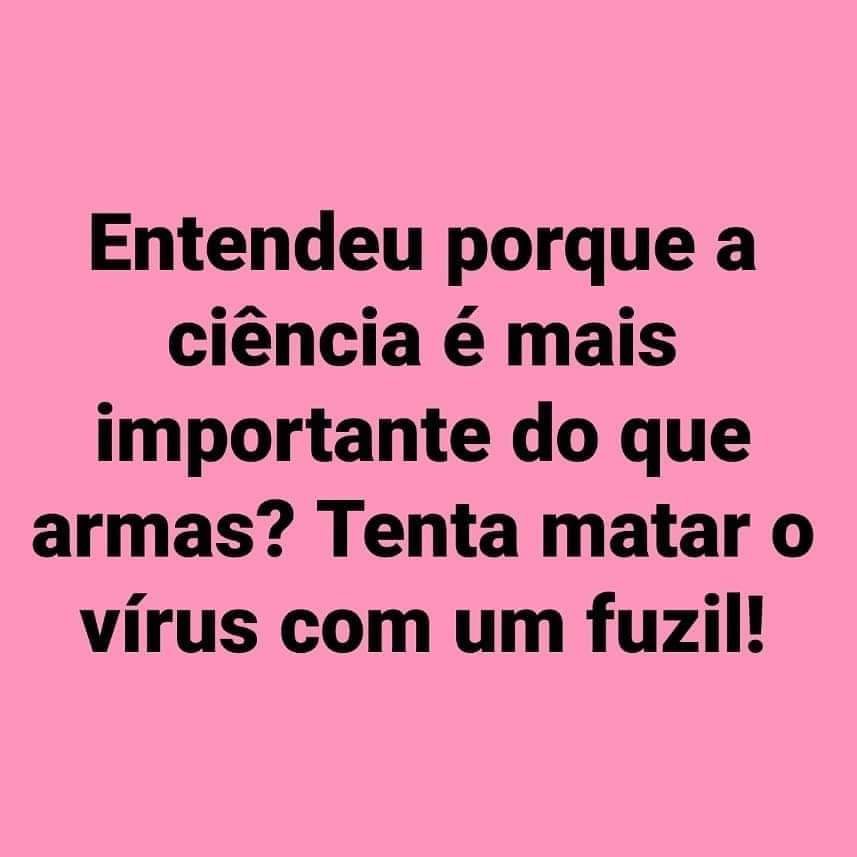 Entendeu porque a
ciência é mais
importante do que
armas? Tenta matar o
vírus com um fuzil!